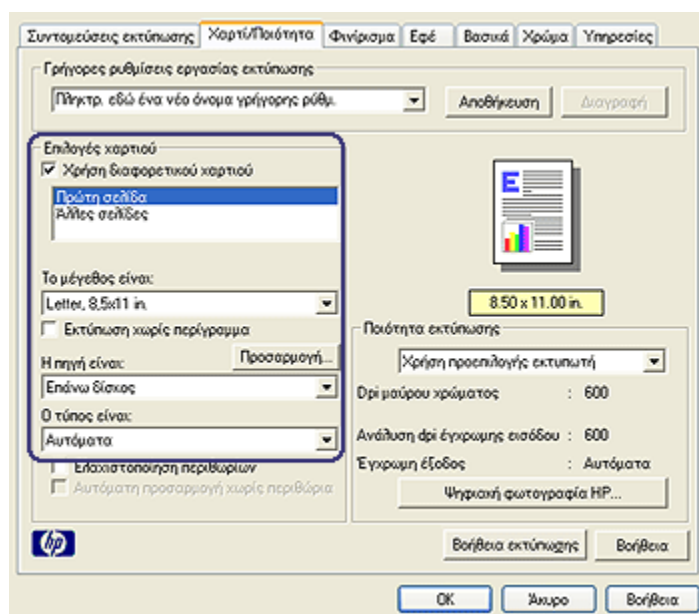 Συντομεύσεις εκτύπωσης Χαρτί/Ποιότητα Φινίρισμα Εφέ Βασικά Χρώμα Υπηρεσίες
Γρήγορες ρυθμίσεις εργασίας εκτύπωσης
Πληκτρ. εδώ ένα νέο όνομα γρήγορης ρύθμ. Αποθήκευση Διαγραφή
Επιλογές χαρτιού
Χρήση διαφορετικού χαρτιού
Πρώτη σελίδα
Άλλες σελίδες
E
Το μέγεθος είναι:
Letter, 8,5x11 in.
8.50 x 11.00 in.
Εκτύπωση χωρίς περίγραμμα
Η πηγή είναι: Προσαρμογή...
Επάνω δίσκος
Ο τύπος είναι:
Αυτόματα
Ελαχιστοποίηση περιθωρίων
Αυτόματη προσαρμογή χωρίς περιθώρια
Ποιότητα εκτύπωσης
Χρήση προεπιλογής εκτυπωτή
Dpi μαύρου χρώματος : 600
Ανάλυση dpi έγχρωμης εισόδου : 600
Έγχρωμη έξοδος : Αυτόματα
Ψηφιακή φωτογραφία HP...
hp
Βοήθεια εκτύπωσης Βοήθεια
OK Άκυρο Βοήθεια